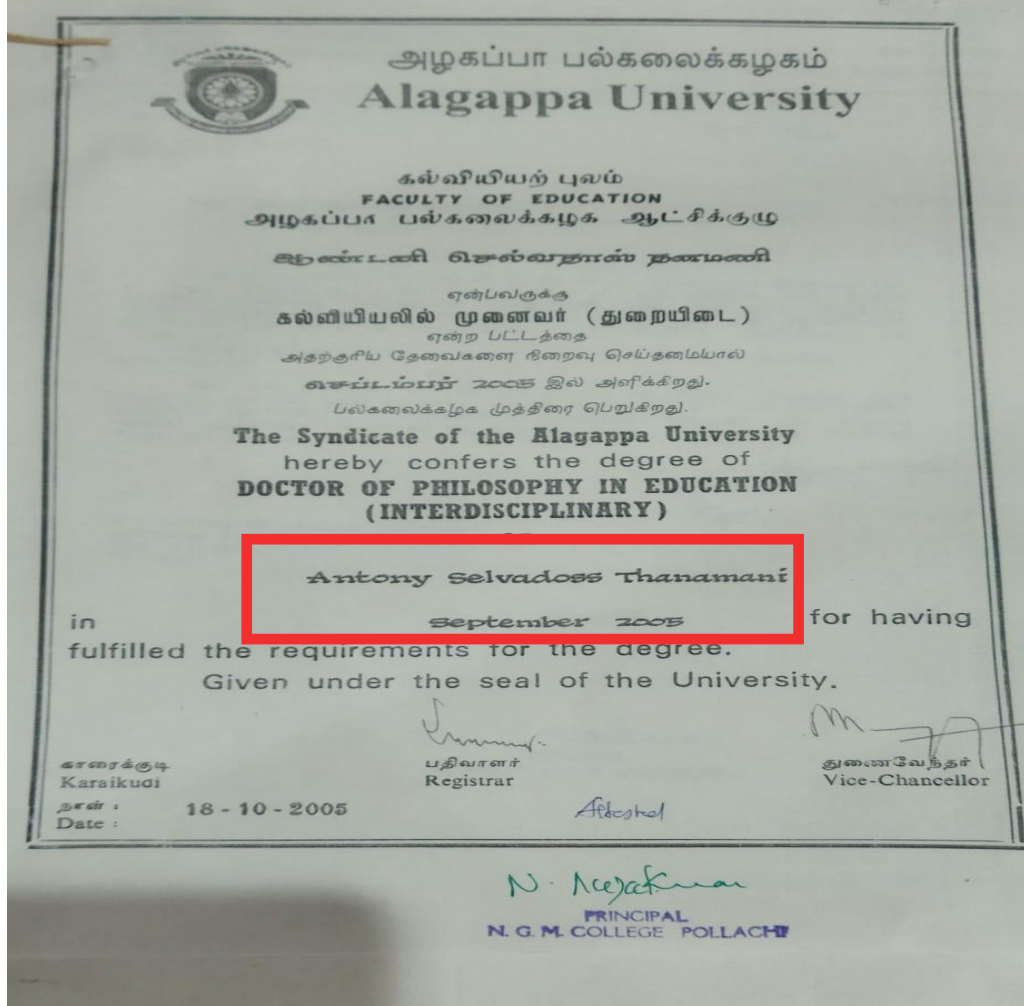 அழகப்பா பல்கலைக்கழகம்
Alagappa University
கல்வியியற் புலம்
FACULTY OF EDUCATION
அழகப்பா பல்கலைக்கழக ஆட்சிக்குழு
ஆண்டனி செல்வதாஸ் தனமணி
என்பவருக்கு
கல்வியியலில் முனைவர் (துறையிடை)
என்ற பட்டத்தை
அதற்குரிய தேவைகளை நிறைவு செய்தமையால்
செப்டம்பர் 2005 இல் அளிக்கிறது.
பல்கலைக்கழக முத்திரை பெறுகிறது.
The Syndicate of the Alagappa University
hereby confers the degree of
DOCTOR OF PHILOSOPHY IN EDUCATION
(INTERDISCIPLINARY)
Antony Selvadoss Thanamani
in September 2005 for having
fulfilled the requirements for the degree.
Given under the seal of the University.
காரைக்குடி பதிவாளர் துணைவேந்தர்
Karaikudi Registrar Vice-Chancellor
நாள் :
Date : 18-10-2005
Attested
PRINCIPAL
N. G. M. COLLEGE POLLACHI